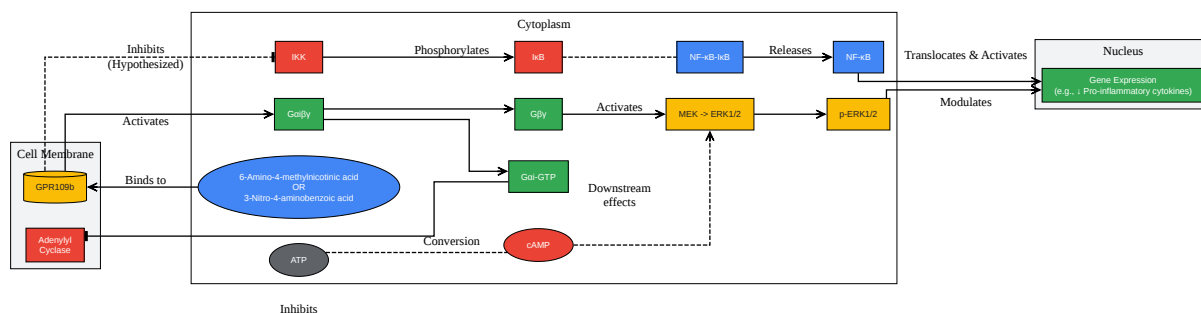 Cytoplasm
Inhibits
(Hypothesized)
IKK
Phosphorylates
IκB
NF-κB-IκB
Releases
NF-κB
Translocates & Activates
Nucleus
Gene Expression
(e.g., ↓ Pro-inflammatory cytokines)
Activates
Gαiβγ
Gβγ
Activates
MEK -> ERK1/2
p-ERK1/2
Modulates
Cell Membrane
GPR109b
Binds to
6-Amino-4-methylnicotinic acid
OR
3-Nitro-4-aminobenzoic acid
Gαi-GTP
Downstream
effects
Adenylyl
Cyclase
Conversion
cAMP
ATP
Inhibits